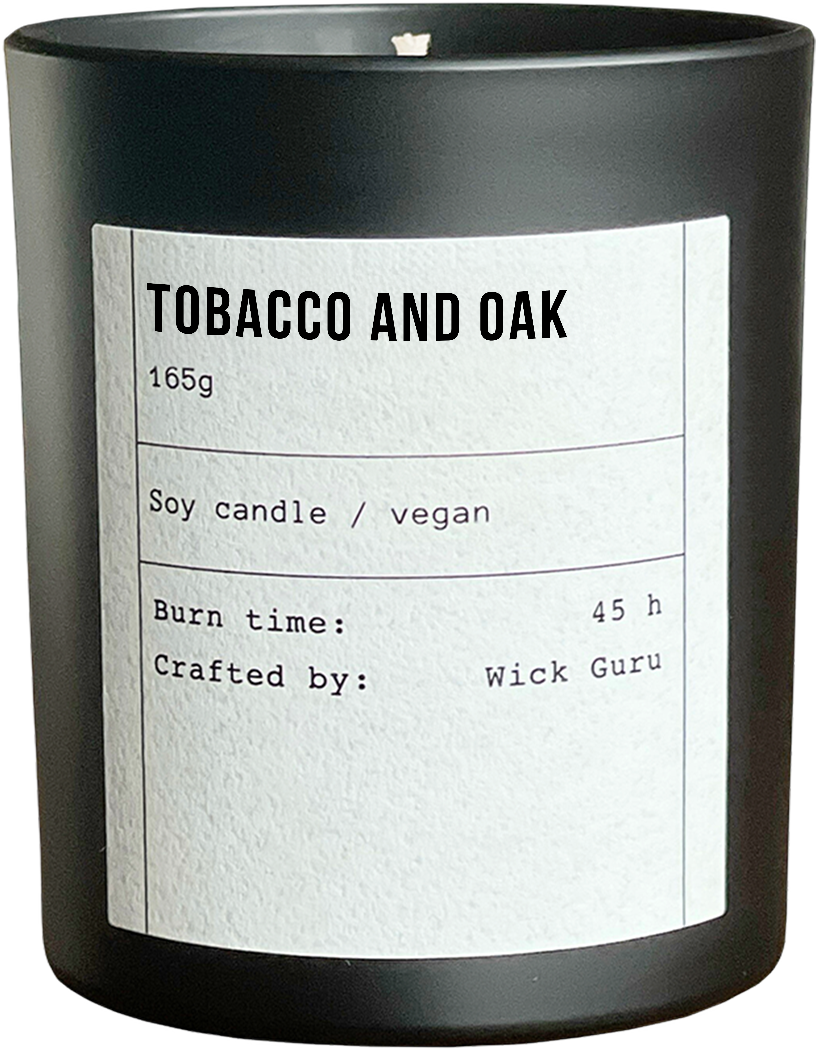 TOBACCO AND OAK
165g
Soy candle / vegan
Burn time: 45 h
Crafted by: Wick Guru